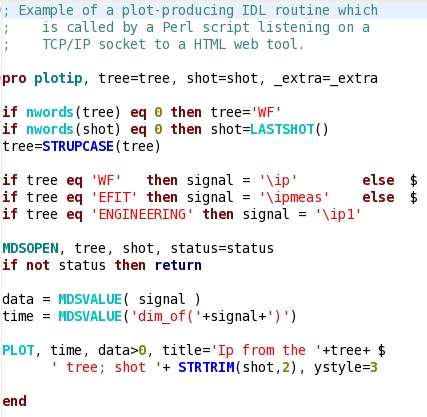 ; Example of a plot-producing IDL routine which
;    is called by a Perl script listening on a
;    TCP/IP socket to a HTML web tool.
pro plotip, tree=tree, shot=shot, _extra=_extra
if nwords(tree) eq 0 then tree='WF'
if nwords(shot) eq 0 then shot=LASTSHOT()
tree=STRUPCASE(tree)
if tree eq 'WF'   then signal = '\ip'        else  $
if tree eq 'EFIT' then signal = '\ipmeas'    else  $
if tree eq 'ENGINEERING' then signal = '\ip1'
MDSOPEN, tree, shot, status=status
if not status then return
data = MDSVALUE( signal )
time = MDSVALUE('dim_of('+signal+')')
PLOT, time, data>0, title='Ip from the '+tree+ $
      ' tree; shot '+ STRTRIM(shot,2), ystyle=3
end